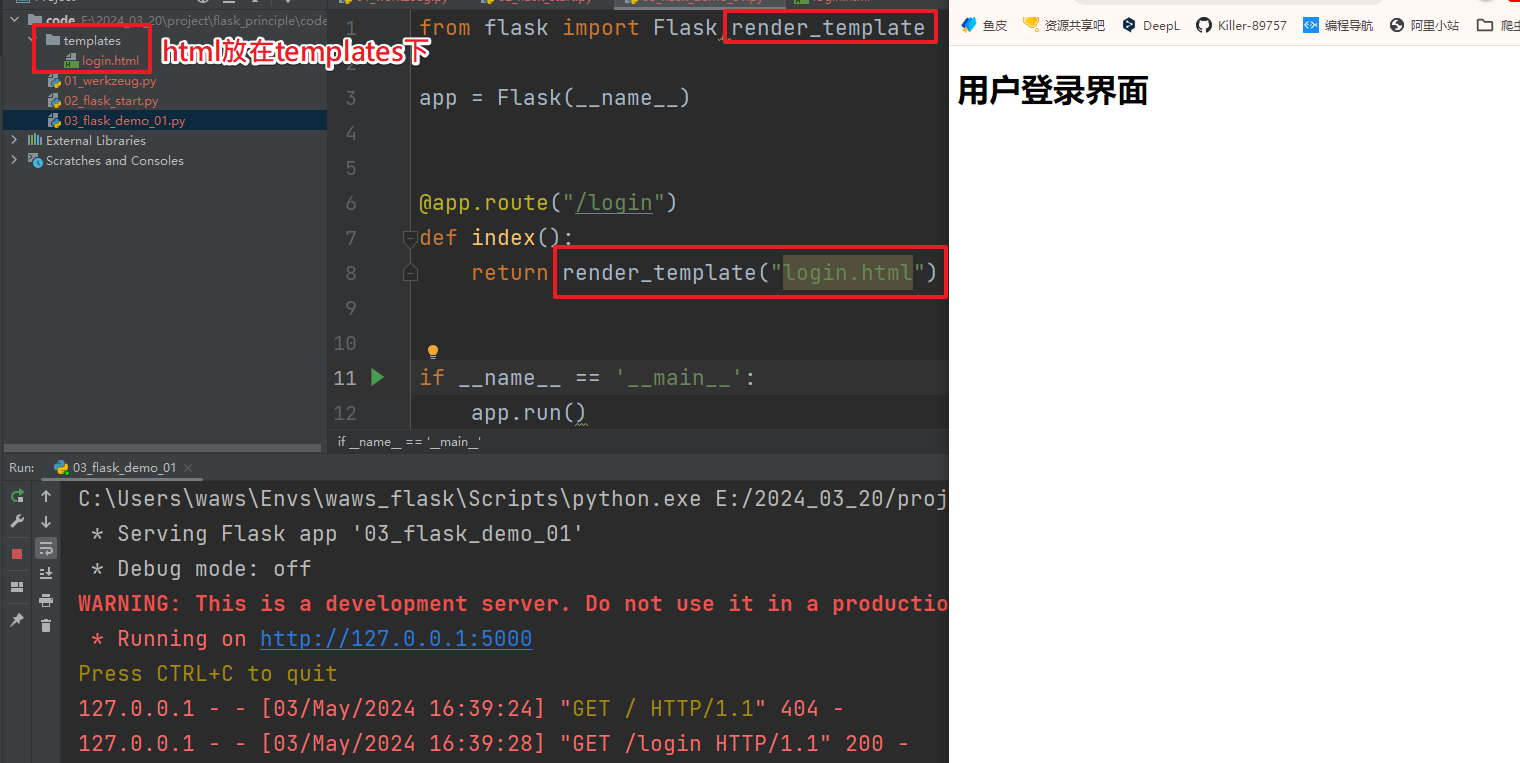 code E:\2024_03_20\project\flask_principle\code
templates
login.html
html放在templates下
01_werkzeug.py
02_flask_start.py
03_flask_demo_01.py
External Libraries
Scratches and Consoles
1 from flask import Flask,render_template
2
3 app = Flask(__name__)
4
5
6 @app.route("/login")
7 def index():
8 return render_template("login.html")
9
10
11 if __name__ == '__main__':
12 app.run()
if __name__ == '__main__'
Run: 03_flask_demo_01
C:\Users\waws\Envs\waws_flask\Scripts\python.exe E:/2024_03_20/proj
* Serving Flask app '03_flask_demo_01'
* Debug mode: off
WARNING: This is a development server. Do not use it in a productio
* Running on http://127.0.0.1:5000
Press CTRL+C to quit
127.0.0.1 - - [03/May/2024 16:39:24] "GET / HTTP/1.1" 404 -
127.0.0.1 - - [03/May/2024 16:39:28] "GET /login HTTP/1.1" 200 -
鱼皮 资源共享吧 DeepL Killer-89757 编程导航 阿里小站 爬虫
用户登录界面